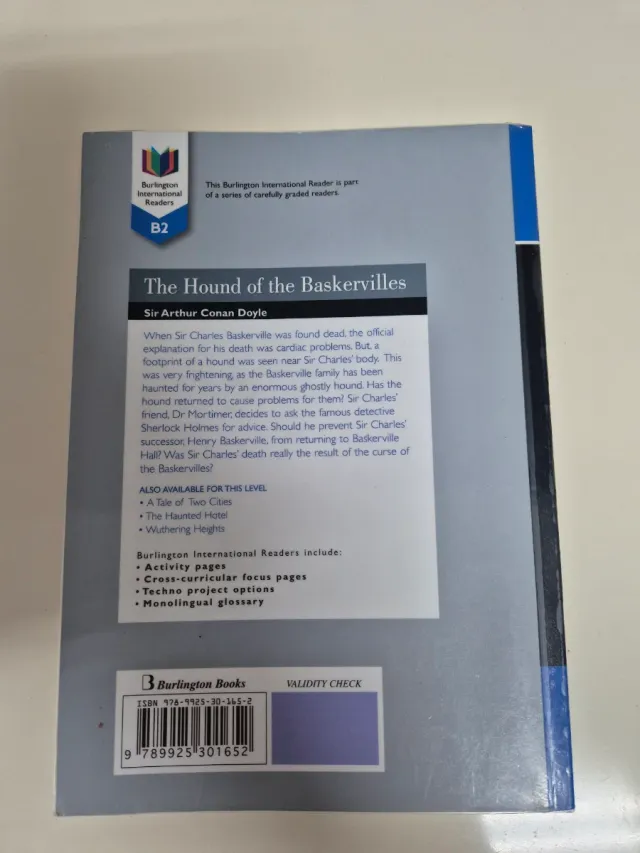 Burlington
International
Readers
B2
This Burlington International Reader is part
of a series of carefully graded readers.
The Hound of the Baskervilles
Sir Arthur Conan Doyle
When Sir Charles Baskerville was found dead, the official
explanation for his death was cardiac problems. But, a
footprint of a hound was seen near Sir Charles' body. This
was very frightening, as the Baskerville family has been
haunted for years by an enormous ghostly hound. Has the
hound returned to cause problems for them? Sir Charles'
friend, Dr Mortimer, decides to ask the famous detective
Sherlock Holmes for advice. Should he prevent Sir Charles'
successor, Henry Baskerville, from returning to Baskerville
Hall? Was Sir Charles' death really the result of the curse of
the Baskervilles?
ALSO AVAILABLE FOR THIS LEVEL
• A Tale of Two Cities
• The Haunted Hotel
• Wuthering Heights
Burlington International Readers include:
• Activity pages
• Cross-curricular focus pages
• Techno project options
• Monolingual glossary
Burlington Books
VALIDITY CHECK
ISBN 978-9925-30-165-2
9 789925 301652